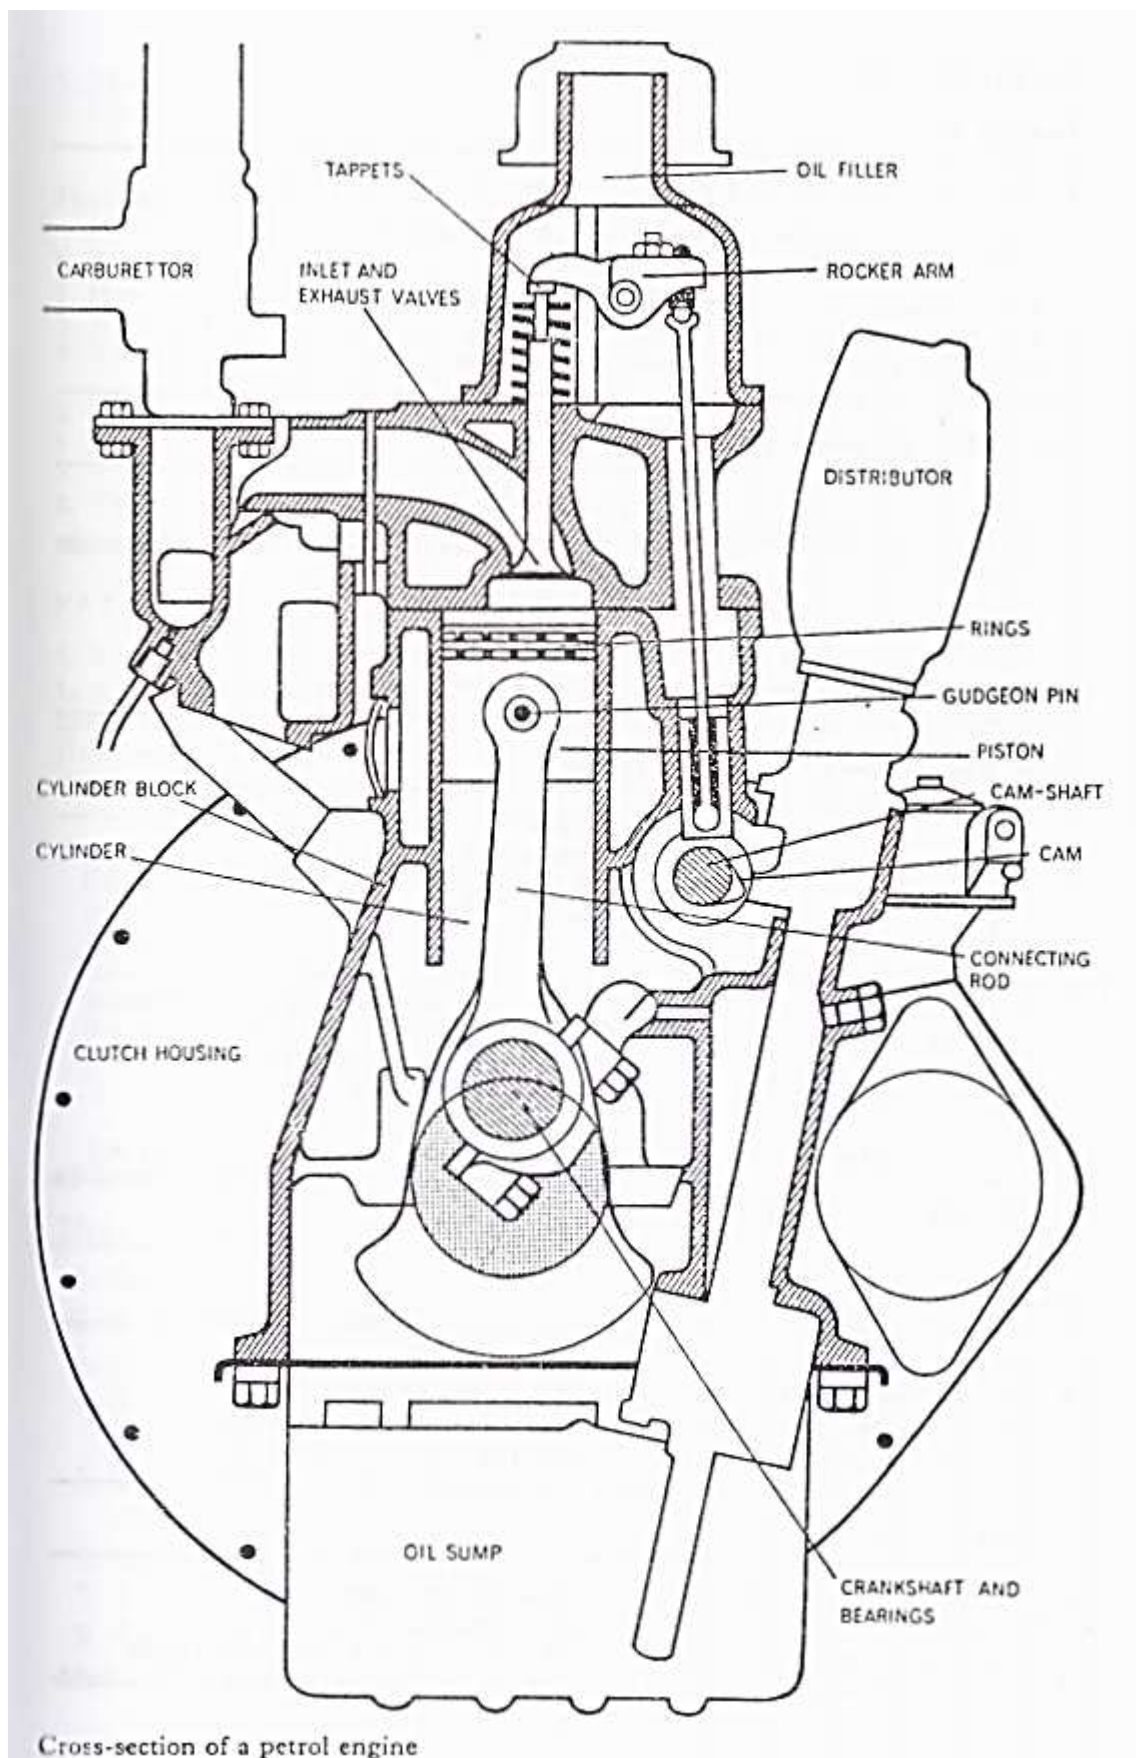 TAPPETS
OIL FILLER
CARBURETTOR
INLET AND
EXHAUST VALVES
ROCKER ARM
DISTRIBUTOR
RINGS
GUDGEON PIN
PISTON
CYLINDER BLOCK
CAM-SHAFT
CYLINDER
CAM
CONNECTING
ROD
CLUTCH HOUSING
OIL SUMP
CRANKSHAFT AND
BEARINGS
Cross-section of a petrol engine